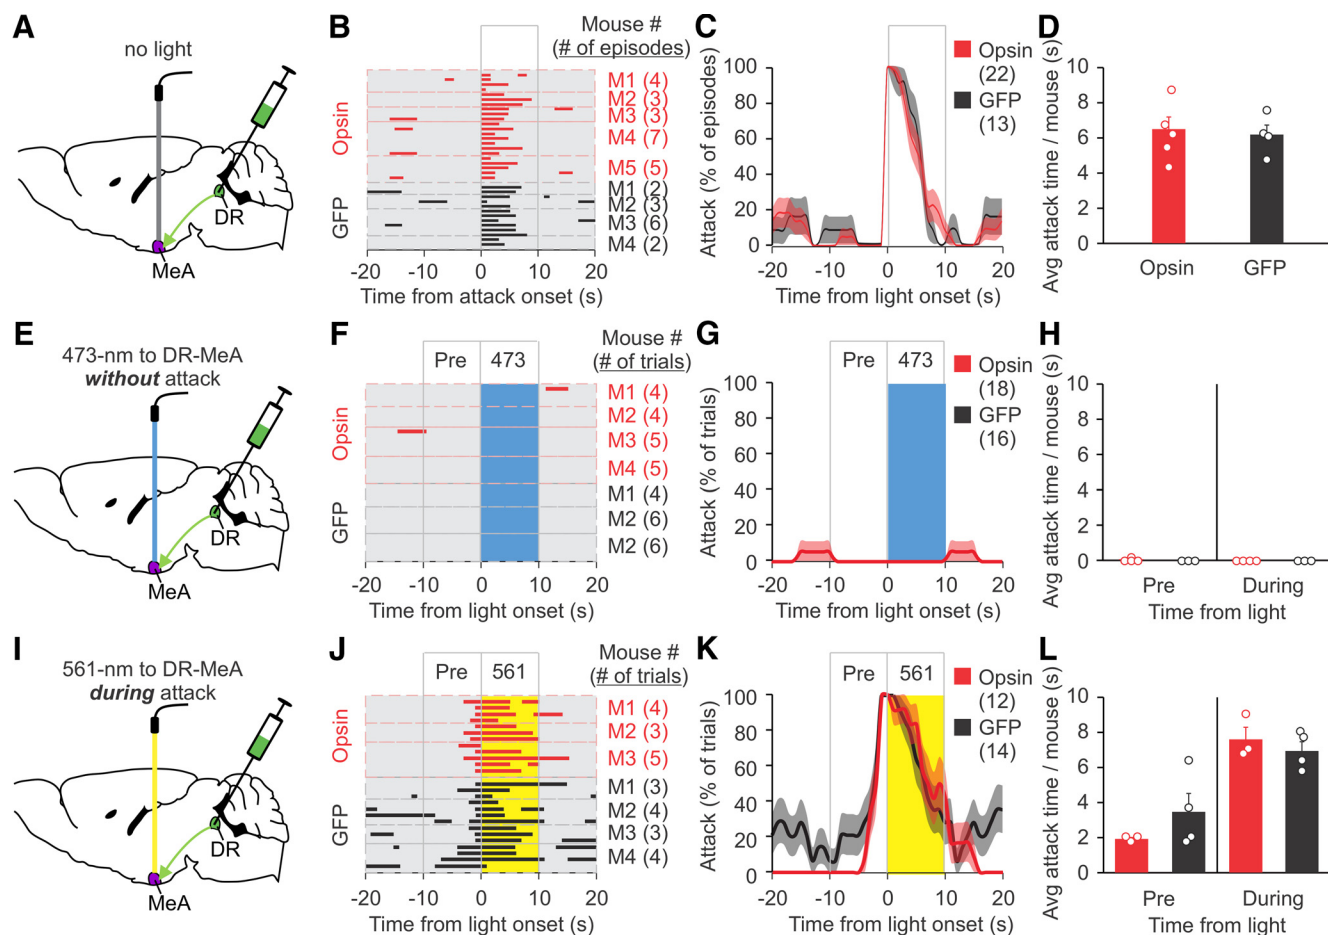 A
no light
DR
MeA
B
Mouse #
(# of episodes)
Opsin
GFP
M1 (4)
M2 (3)
M3 (3)
M4 (7)
M5 (5)
M1 (2)
M2 (3)
M3 (6)
M4 (2)
-20 -10 0 10 20
Time from attack onset (s)
C
Attack (% of episodes)
100
80
60
40
20
0
-20 -10 0 10 20
Time from light onset (s)
Opsin
(22)
GFP
(13)
D
Avg attack time / mouse (s)
10
8
6
4
2
0
Opsin GFP
E
473-nm to DR-MeA
without attack
DR
MeA
F
Mouse #
(# of trials)
Pre 473
Opsin
GFP
M1 (4)
M2 (4)
M3 (5)
M4 (5)
M1 (4)
M2 (6)
M2 (6)
-20 -10 0 10 20
Time from light onset (s)
G
Pre 473
Attack (% of trials)
100
80
60
40
20
0
-20 -10 0 10 20
Time from light onset (s)
Opsin
(18)
GFP
(16)
H
Avg attack time / mouse (s)
10
8
6
4
2
0
Pre During
Time from light
I
561-nm to DR-MeA
during attack
DR
MeA
J
Mouse #
(# of trials)
Pre 561
Opsin
GFP
M1 (4)
M2 (3)
M3 (5)
M1 (3)
M2 (4)
M3 (3)
M4 (4)
-20 -10 0 10 20
Time from light onset (s)
K
Pre 561
Attack (% of trials)
100
80
60
40
20
0
-20 -10 0 10 20
Time from light onset (s)
Opsin
(12)
GFP
(14)
L
Avg attack time / mouse (s)
10
8
6
4
2
0
Pre During
Time from light